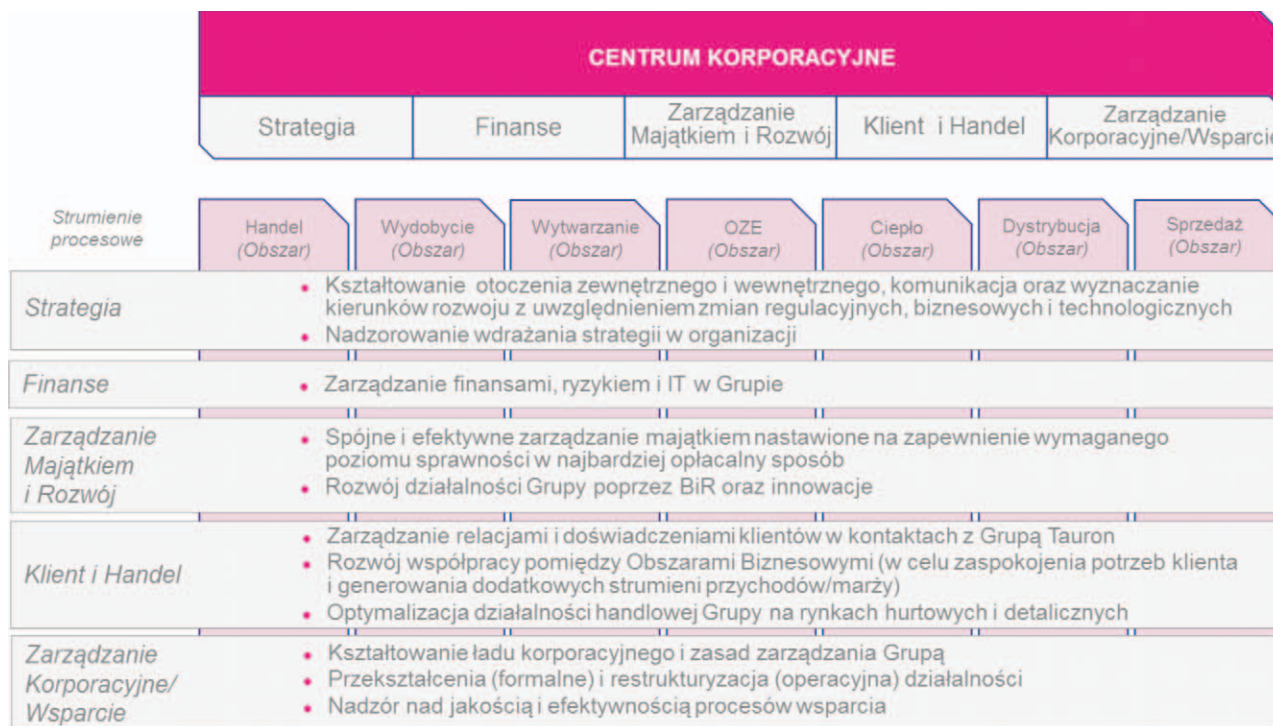 CENTRUM KORPORACYJNE
Strategia
Finanse
Zarządzanie
Majątkiem i Rozwój
Klient i Handel
Zarządzanie
Korporacyjne/Wsparcie
Strumienie
procesowe
Handel
(Obszar)
Wydobycie
(Obszar)
Wytwarzanie
(Obszar)
OZE
(Obszar)
Ciepło
(Obszar)
Dystrybucja
(Obszar)
Sprzedaż
(Obszar)
Strategia
• Kształtowanie otoczenia zewnętrznego i wewnętrznego, komunikacja oraz wyznaczanie
kierunków rozwoju z uwzględnieniem zmian regulacyjnych, biznesowych i technologicznych
• Nadzorowanie wdrażania strategii w organizacji
Finanse
• Zarządzanie finansami, ryzykiem i IT w Grupie
Zarządzanie
Majątkiem
i Rozwój
• Spójne i efektywne zarządzanie majątkiem nastawione na zapewnienie wymaganego
poziomu sprawności w najbardziej opłacalny sposób
• Rozwój działalności Grupy poprzez BiR oraz innowacje
Klient i Handel
• Zarządzanie relacjami i doświadczeniami klientów w kontaktach z Grupą Tauron
• Rozwój współpracy pomiędzy Obszarami Biznesowymi (w celu zaspokojenia potrzeb klienta
i generowania dodatkowych strumieni przychodów/marży)
• Optymalizacja działalności handlowej Grupy na rynkach hurtowych i detalicznych
Zarządzanie
Korporacyjne/
Wsparcie
• Kształtowanie ładu korporacyjnego i zasad zarządzania Grupą
• Przekształcenia (formalne) i restrukturyzacja (operacyjna) działalności
• Nadzór nad jakością i efektywnością procesów wsparcia